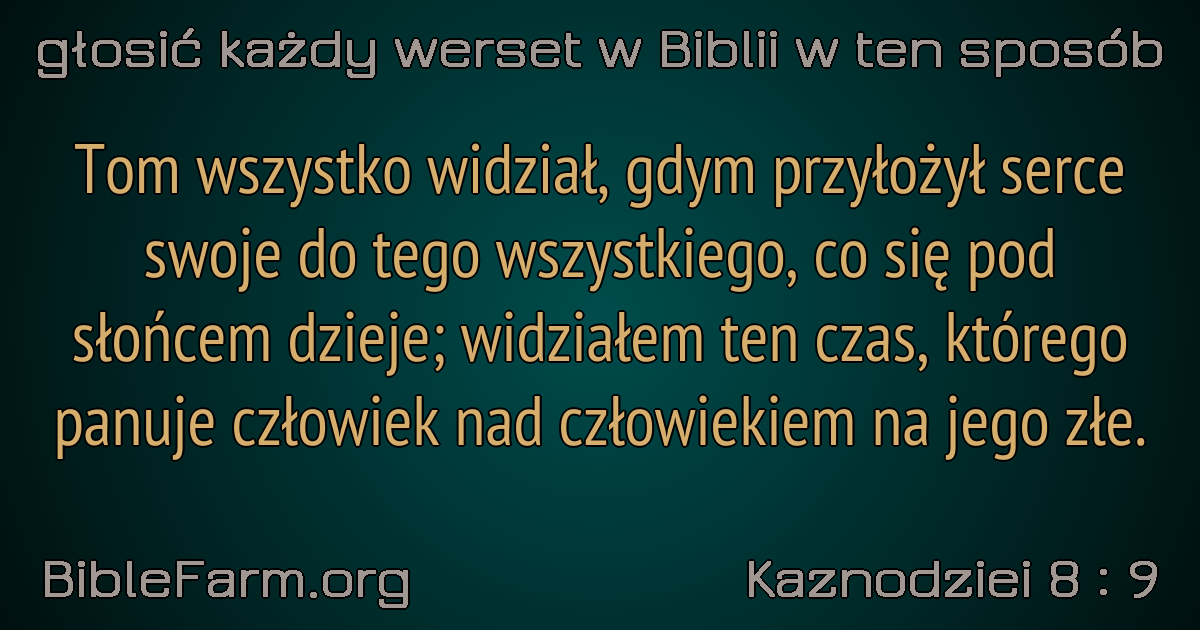 głosić każdy werset w Biblii w ten sposób
Tom wszystko widział, gdym przyłożył serce
swoje do tego wszystkiego, co się pod
słońcem dzieje; widziałem ten czas, którego
panuje człowiek nad człowiekiem na jego złe.
BibleFarm.org
Kaznodziei 8 : 9